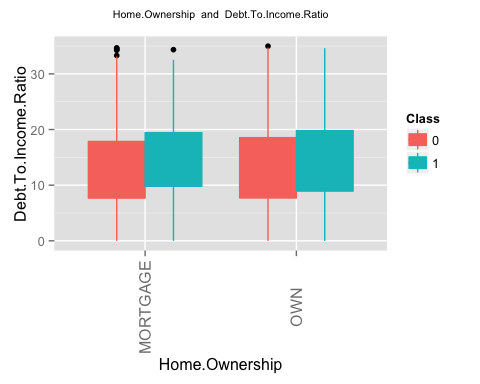 Home.Ownership and Debt.To.Income.Ratio
Debt.To.Income.Ratio
30
20
10
0
MORTGAGE
OWN
Home.Ownership
Class
0
1